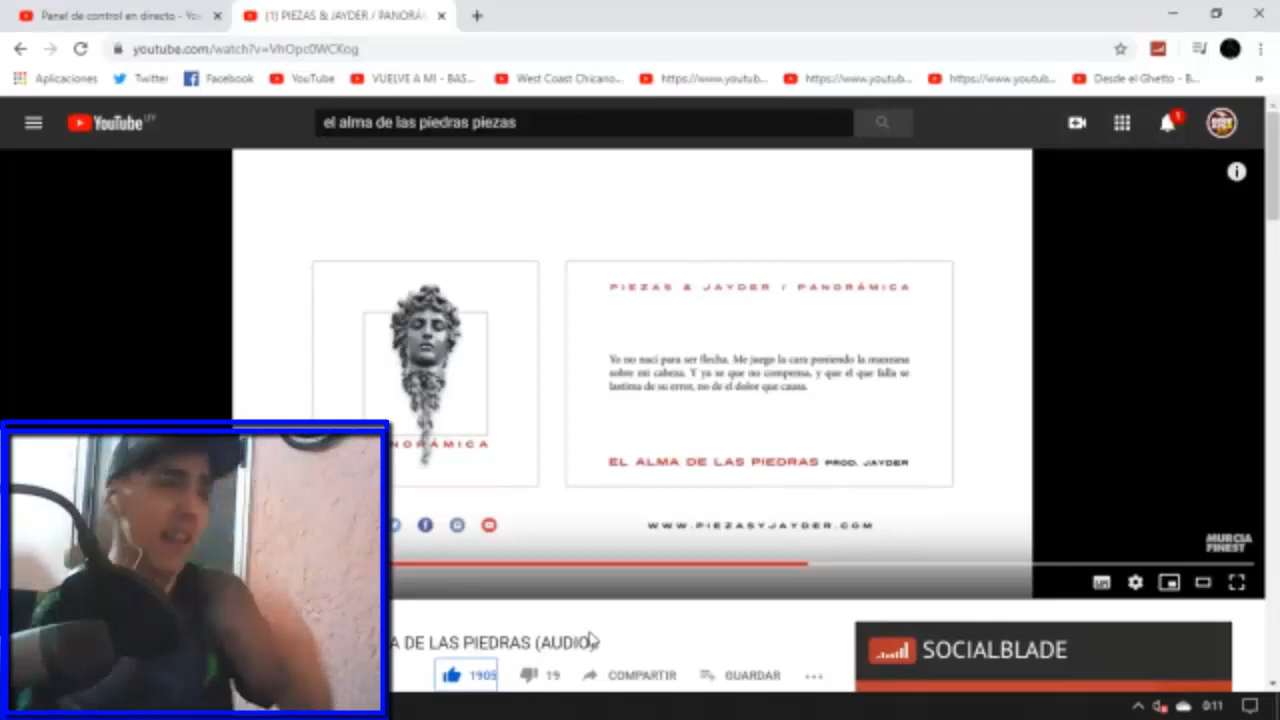 Panel de control en directo - Yo
(1) PIEZAS & JAYDER / PANORÁM
youtube.com/watch?v=VhOpc0WCKog
Aplicaciones
Twitter
Facebook
YouTube
VUELVE A MI - BAS...
West Coast Chicano...
https://www.youtub...
https://www.youtub...
https://www.youtub...
Desde el Ghetto - B...
YouTube UY
el alma de las piedras piezas
1
PIEZAS & JAYDER / PANORÁMICA
Yo no nací para ser flecha. Me juego la cara poniendo la manzana
sobre mi cabeza. Y ya se que no compensa, y que el que falla se
lastima de su error, no de el dolor que causa.
NORÁMICA
EL ALMA DE LAS PIEDRAS PROD. JAYDER
WWW.PIEZASYJAYDER.COM
MURCIA
FINEST
A DE LAS PIEDRAS (AUDIO)
SOCIALBLADE
1905
19
COMPARTIR
GUARDAR
0:11